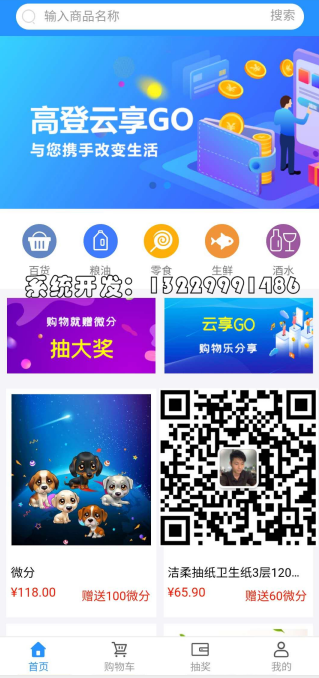 输入商品名称 搜索
高登云享GO
与您携手改变生活
百货 粮油 零食 生鲜 酒水
系统开发：13229991486
购物就赠微分
抽大奖
云享GO
购物乐分享
微分
¥118.00 赠送100微分
洁柔抽纸卫生纸3层120...
¥65.90 赠送60微分
首页 购物车 抽奖 我的